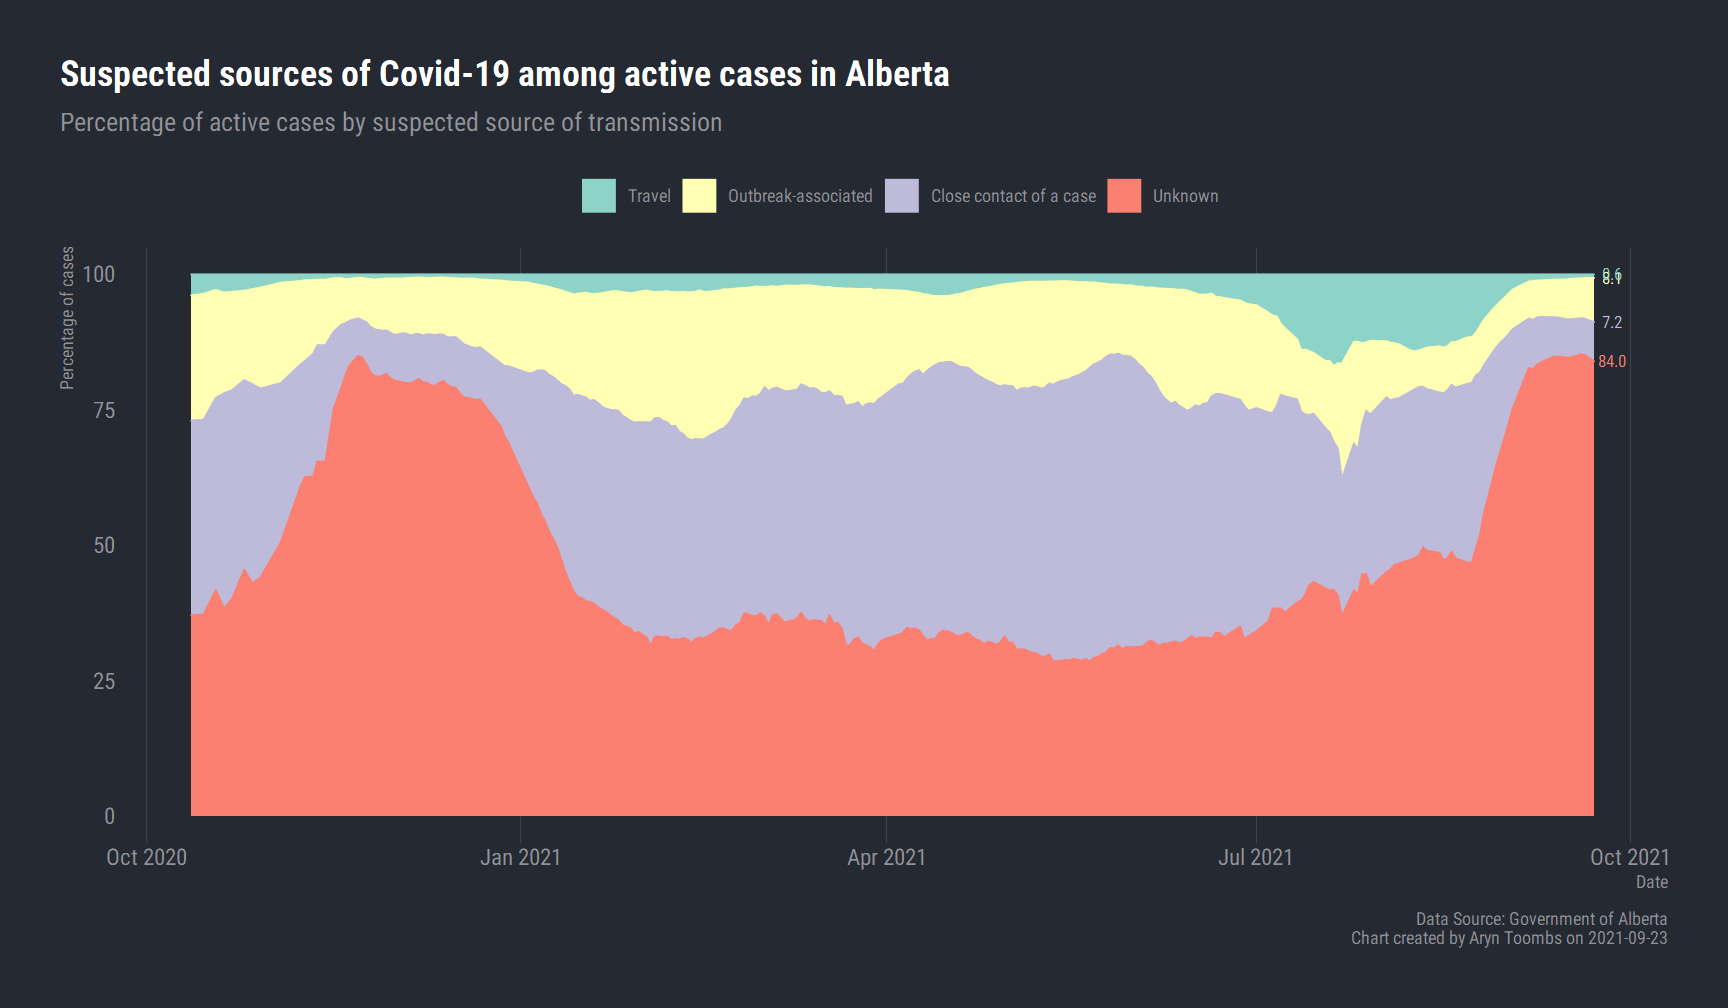 Suspected sources of Covid-19 among active cases in Alberta
Percentage of active cases by suspected source of transmission
Travel
Outbreak-associated
Close contact of a case
Unknown
Percentage of cases
100
75
50
25
0
7.2
84.0
Oct 2020
Jan 2021
Apr 2021
Jul 2021
Oct 2021
Date
Data Source: Government of Alberta
Chart created by Aryn Toombs on 2021-09-23